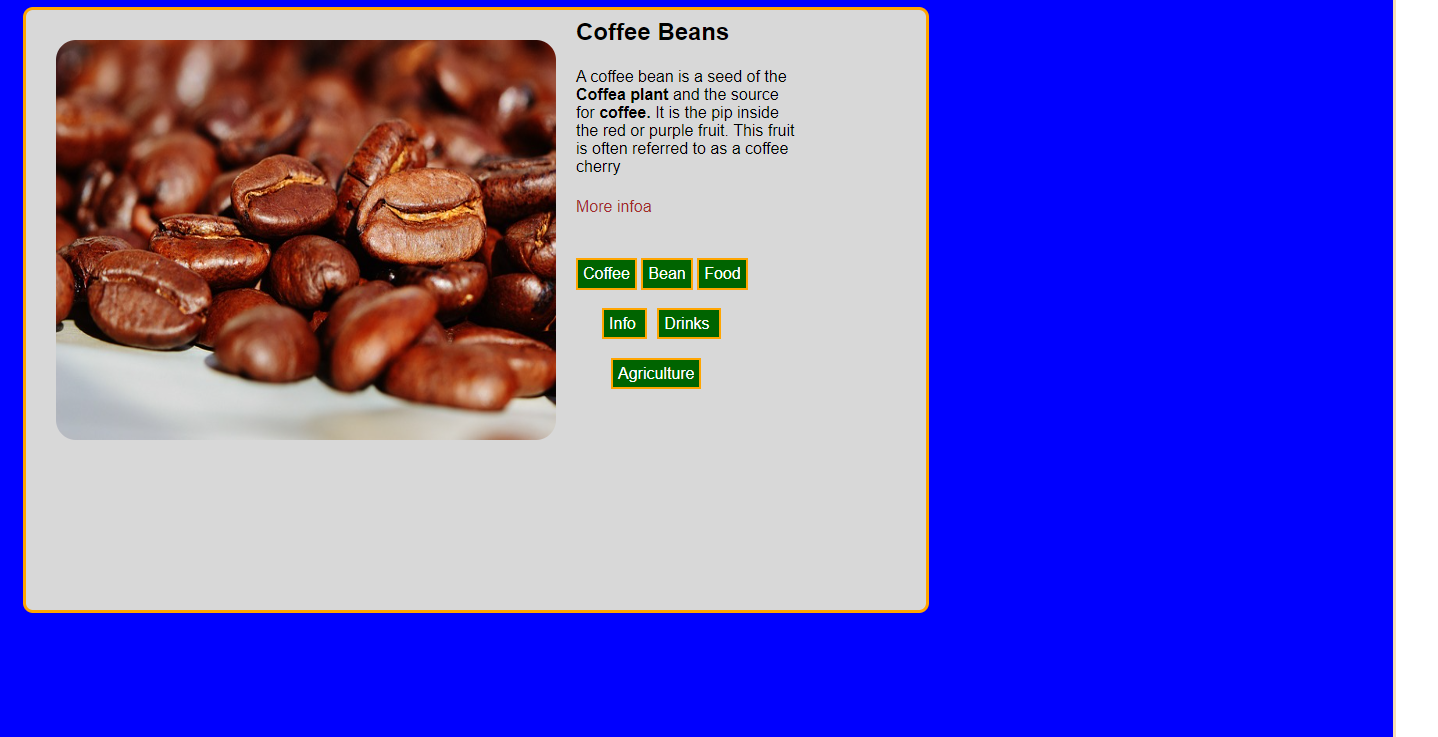 Coffee Beans
A coffee bean is a seed of the
Coffea plant and the source
for coffee. It is the pip inside
the red or purple fruit. This fruit
is often referred to as a coffee
cherry
More infoa
Coffee Bean Food
Info Drinks
Agriculture